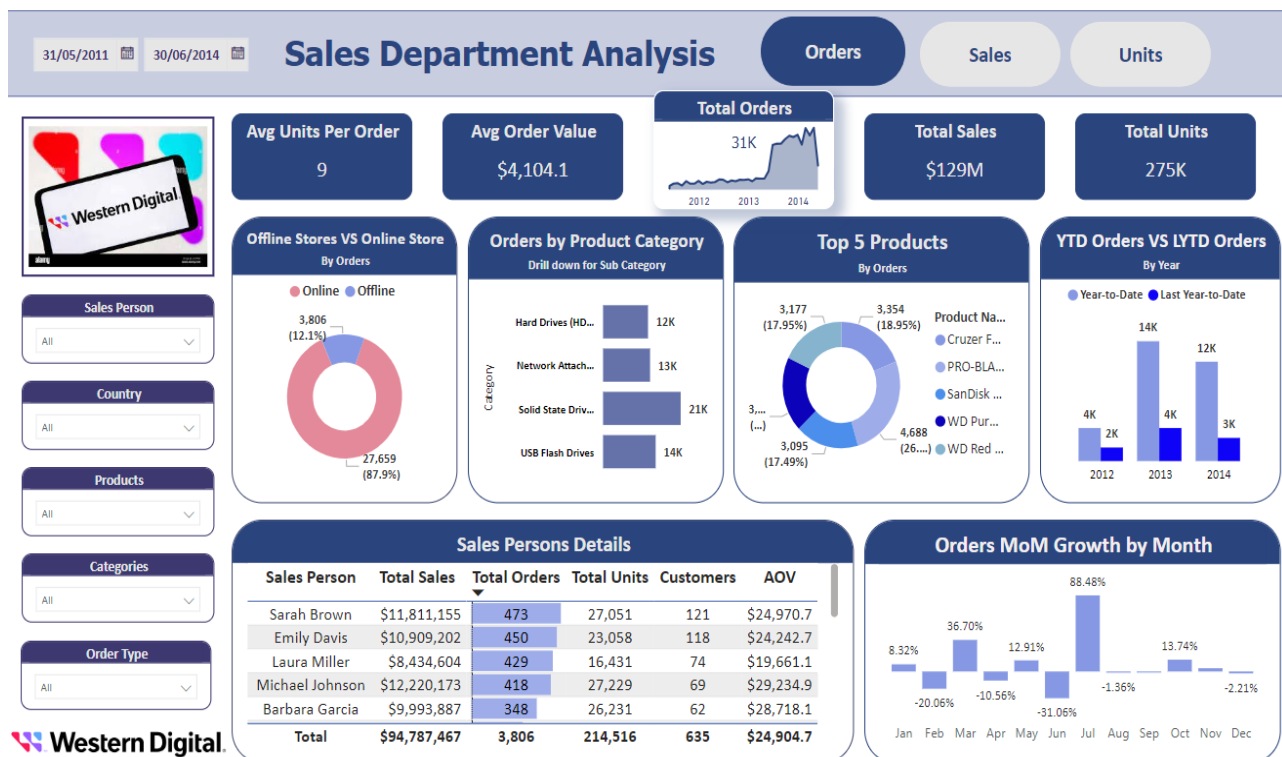 31/05/2011 30/06/2014
Sales Department Analysis
Orders Sales Units
Western Digital.
alamy
Avg Units Per Order
9
Avg Order Value
$4,104.1
Total Orders
31K
2012 2013 2014
Total Sales
$129M
Total Units
275K
Sales Person
All
Country
All
Products
All
Categories
All
Order Type
All
Western Digital.
Offline Stores VS Online Store
By Orders
Online Offline
3,806
(12.1%)
27,659
(87.9%)
Orders by Product Category
Drill down for Sub Category
Category
Hard Drives (HD... 12K
Network Attach... 13K
Solid State Driv... 21K
USB Flash Drives 14K
Top 5 Products
By Orders
3,177
(17.95%)
3,354
(18.95%)
3,...
(...)
3,095
(17.49%)
4,688
(26....)
Product Na...
Cruzer F...
PRO-BLA...
SanDisk ...
WD Pur...
WD Red ...
YTD Orders VS LYTD Orders
By Year
Year-to-Date Last Year-to-Date
4K 2K 14K 4K 12K 3K
2012 2013 2014
Sales Persons Details
Sales Person Total Sales Total Orders Total Units Customers AOV
Sarah Brown $11,811,155 473 27,051 121 $24,970.7
Emily Davis $10,909,202 450 23,058 118 $24,242.7
Laura Miller $8,434,604 429 16,431 74 $19,661.1
Michael Johnson $12,220,173 418 27,229 69 $29,234.9
Barbara Garcia $9,993,887 348 26,231 62 $28,718.1
Total $94,787,467 3,806 214,516 635 $24,904.7
Orders MoM Growth by Month
8.32% -20.06% 36.70% -10.56% 12.91% -31.06% 88.48% -1.36% 13.74% -2.21%
Jan Feb Mar Apr May Jun Jul Aug Sep Oct Nov Dec